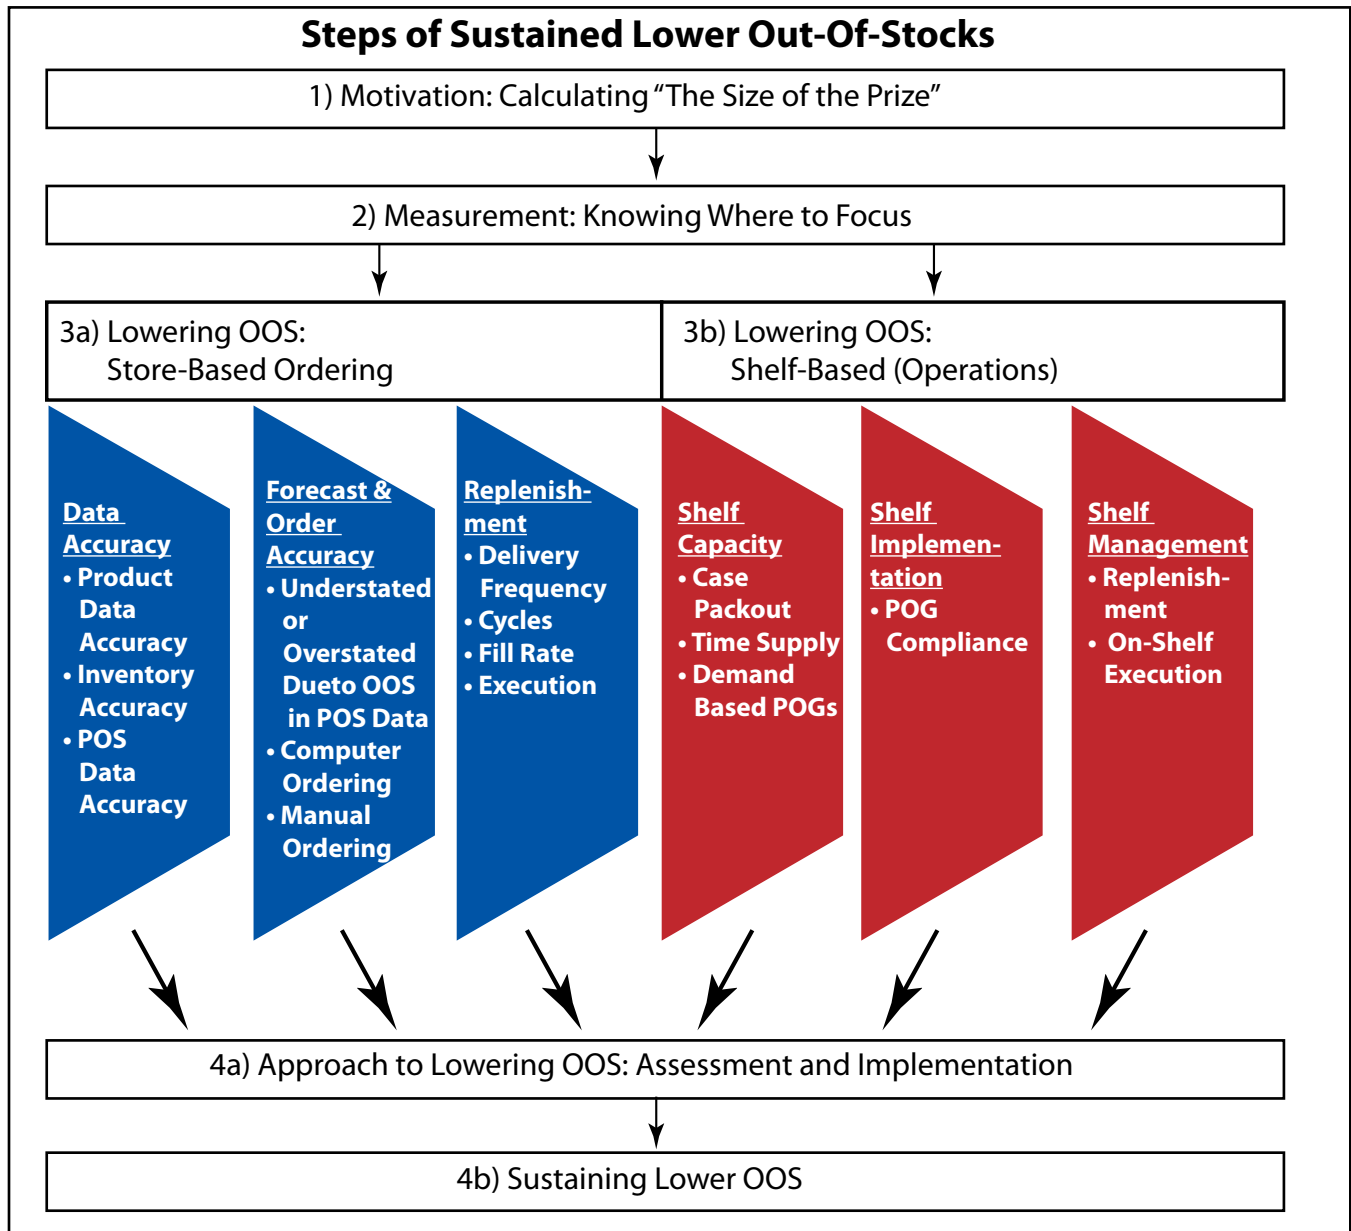 Steps of Sustained Lower Out-Of-Stocks
1) Motivation: Calculating “The Size of the Prize”
2) Measurement: Knowing Where to Focus
3a) Lowering OOS:
Store-Based Ordering
3b) Lowering OOS:
Shelf-Based (Operations)
Data
Accuracy
• Product
Data
Accuracy
• Inventory
Accuracy
• POS
Data
Accuracy
Forecast &
Order
Accuracy
• Understated
or
Overstated
Dueto OOS
in POS Data
• Computer
Ordering
• Manual
Ordering
Replenish-
ment
• Delivery
Frequency
• Cycles
• Fill Rate
• Execution
Shelf
Capacity
• Case
Packout
• Time Supply
• Demand
Based POGs
Shelf
Implemen-
tation
• POG
Compliance
Shelf
Management
• Replenish-
ment
• On-Shelf
Execution
4a) Approach to Lowering OOS: Assessment and Implementation
4b) Sustaining Lower OOS